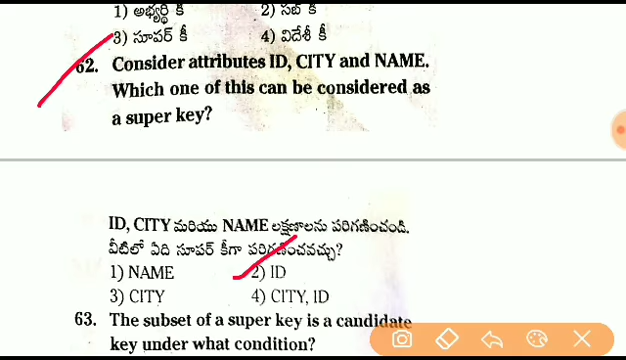 1) అభ్యర్థి కీ 2) సబ్ కీ
3) సూపర్ కీ 4) విదేశీ కీ
62. Consider attributes ID, CITY and NAME.
Which one of this can be considered as
a super key?
ID, CITY మరియు NAME లక్షణాలను పరిగణించండి.
వీటిలో ఏది సూపర్ కీగా పరిగణించవచ్చు?
1) NAME 2) ID
3) CITY 4) CITY, ID
63. The subset of a super key is a candidate
key under what condition?